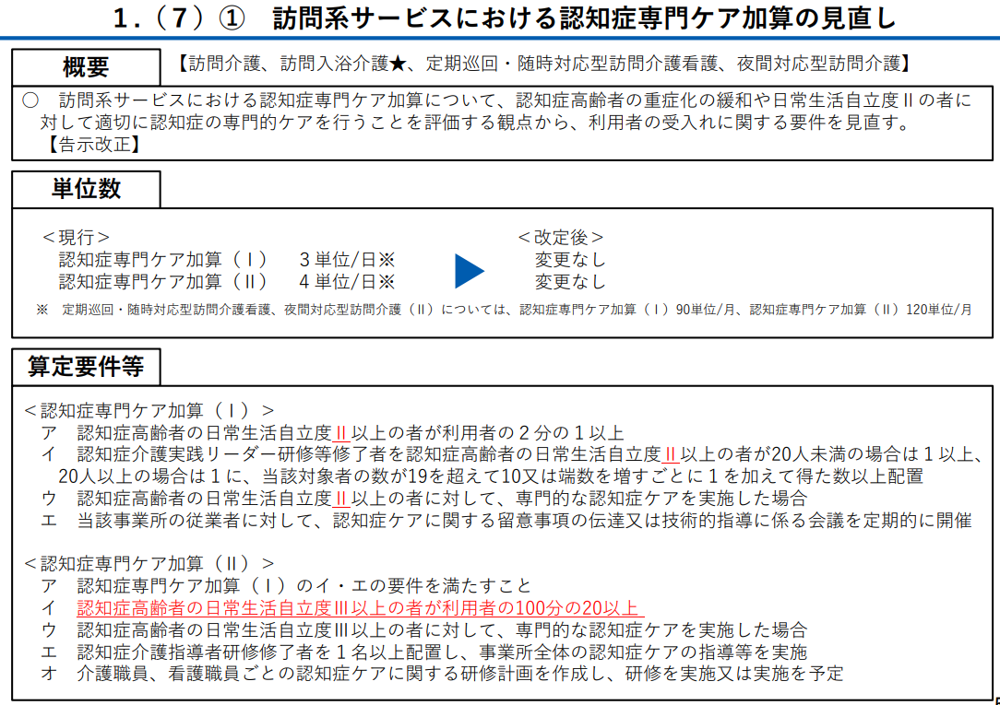 １.（７）①　訪問系サービスにおける認知症専門ケア加算の見直し
概要
【訪問介護、訪問入浴介護★、定期巡回・随時対応型訪問介護看護、夜間対応型訪問介護】
○　訪問系サービスにおける認知症専門ケア加算について、認知症高齢者の重症化の緩和や日常生活自立度Ⅱの者に
対して適切に認知症の専門的ケアを行うことを評価する観点から、利用者の受入れに関する要件を見直す。
【告示改正】
単位数
＜現行＞　＜改定後＞
認知症専門ケア加算（Ⅰ）　３単位/日※　変更なし
認知症専門ケア加算（Ⅱ）　４単位/日※　変更なし
※　定期巡回・随時対応型訪問介護看護、夜間対応型訪問介護（Ⅱ）については、認知症専門ケア加算（Ⅰ）90単位/月、認知症専門ケア加算（Ⅱ）120単位/月
算定要件等
＜認知症専門ケア加算（Ⅰ）＞
ア　認知症高齢者の日常生活自立度Ⅱ以上の者が利用者の２分の１以上
イ　認知症介護実践リーダー研修等修了者を認知症高齢者の日常生活自立度Ⅱ以上の者が20人未満の場合は１以上、
20人以上の場合は１に、当該対象者の数が19を超えて10又は端数を増すごとに１を加えて得た数以上配置
ウ　認知症高齢者の日常生活自立度Ⅱ以上の者に対して、専門的な認知症ケアを実施した場合
エ　当該事業所の従業者に対して、認知症ケアに関する留意事項の伝達又は技術的指導に係る会議を定期的に開催
＜認知症専門ケア加算（Ⅱ）＞
ア　認知症専門ケア加算（Ⅰ）のイ・エの要件を満たすこと
イ　認知症高齢者の日常生活自立度Ⅲ以上の者が利用者の100分の20以上
ウ　認知症高齢者の日常生活自立度Ⅲ以上の者に対して、専門的な認知症ケアを実施した場合
エ　認知症介護指導者研修修了者を１名以上配置し、事業所全体の認知症ケアの指導等を実施
オ　介護職員、看護職員ごとの認知症ケアに関する研修計画を作成し、研修を実施又は実施を予定